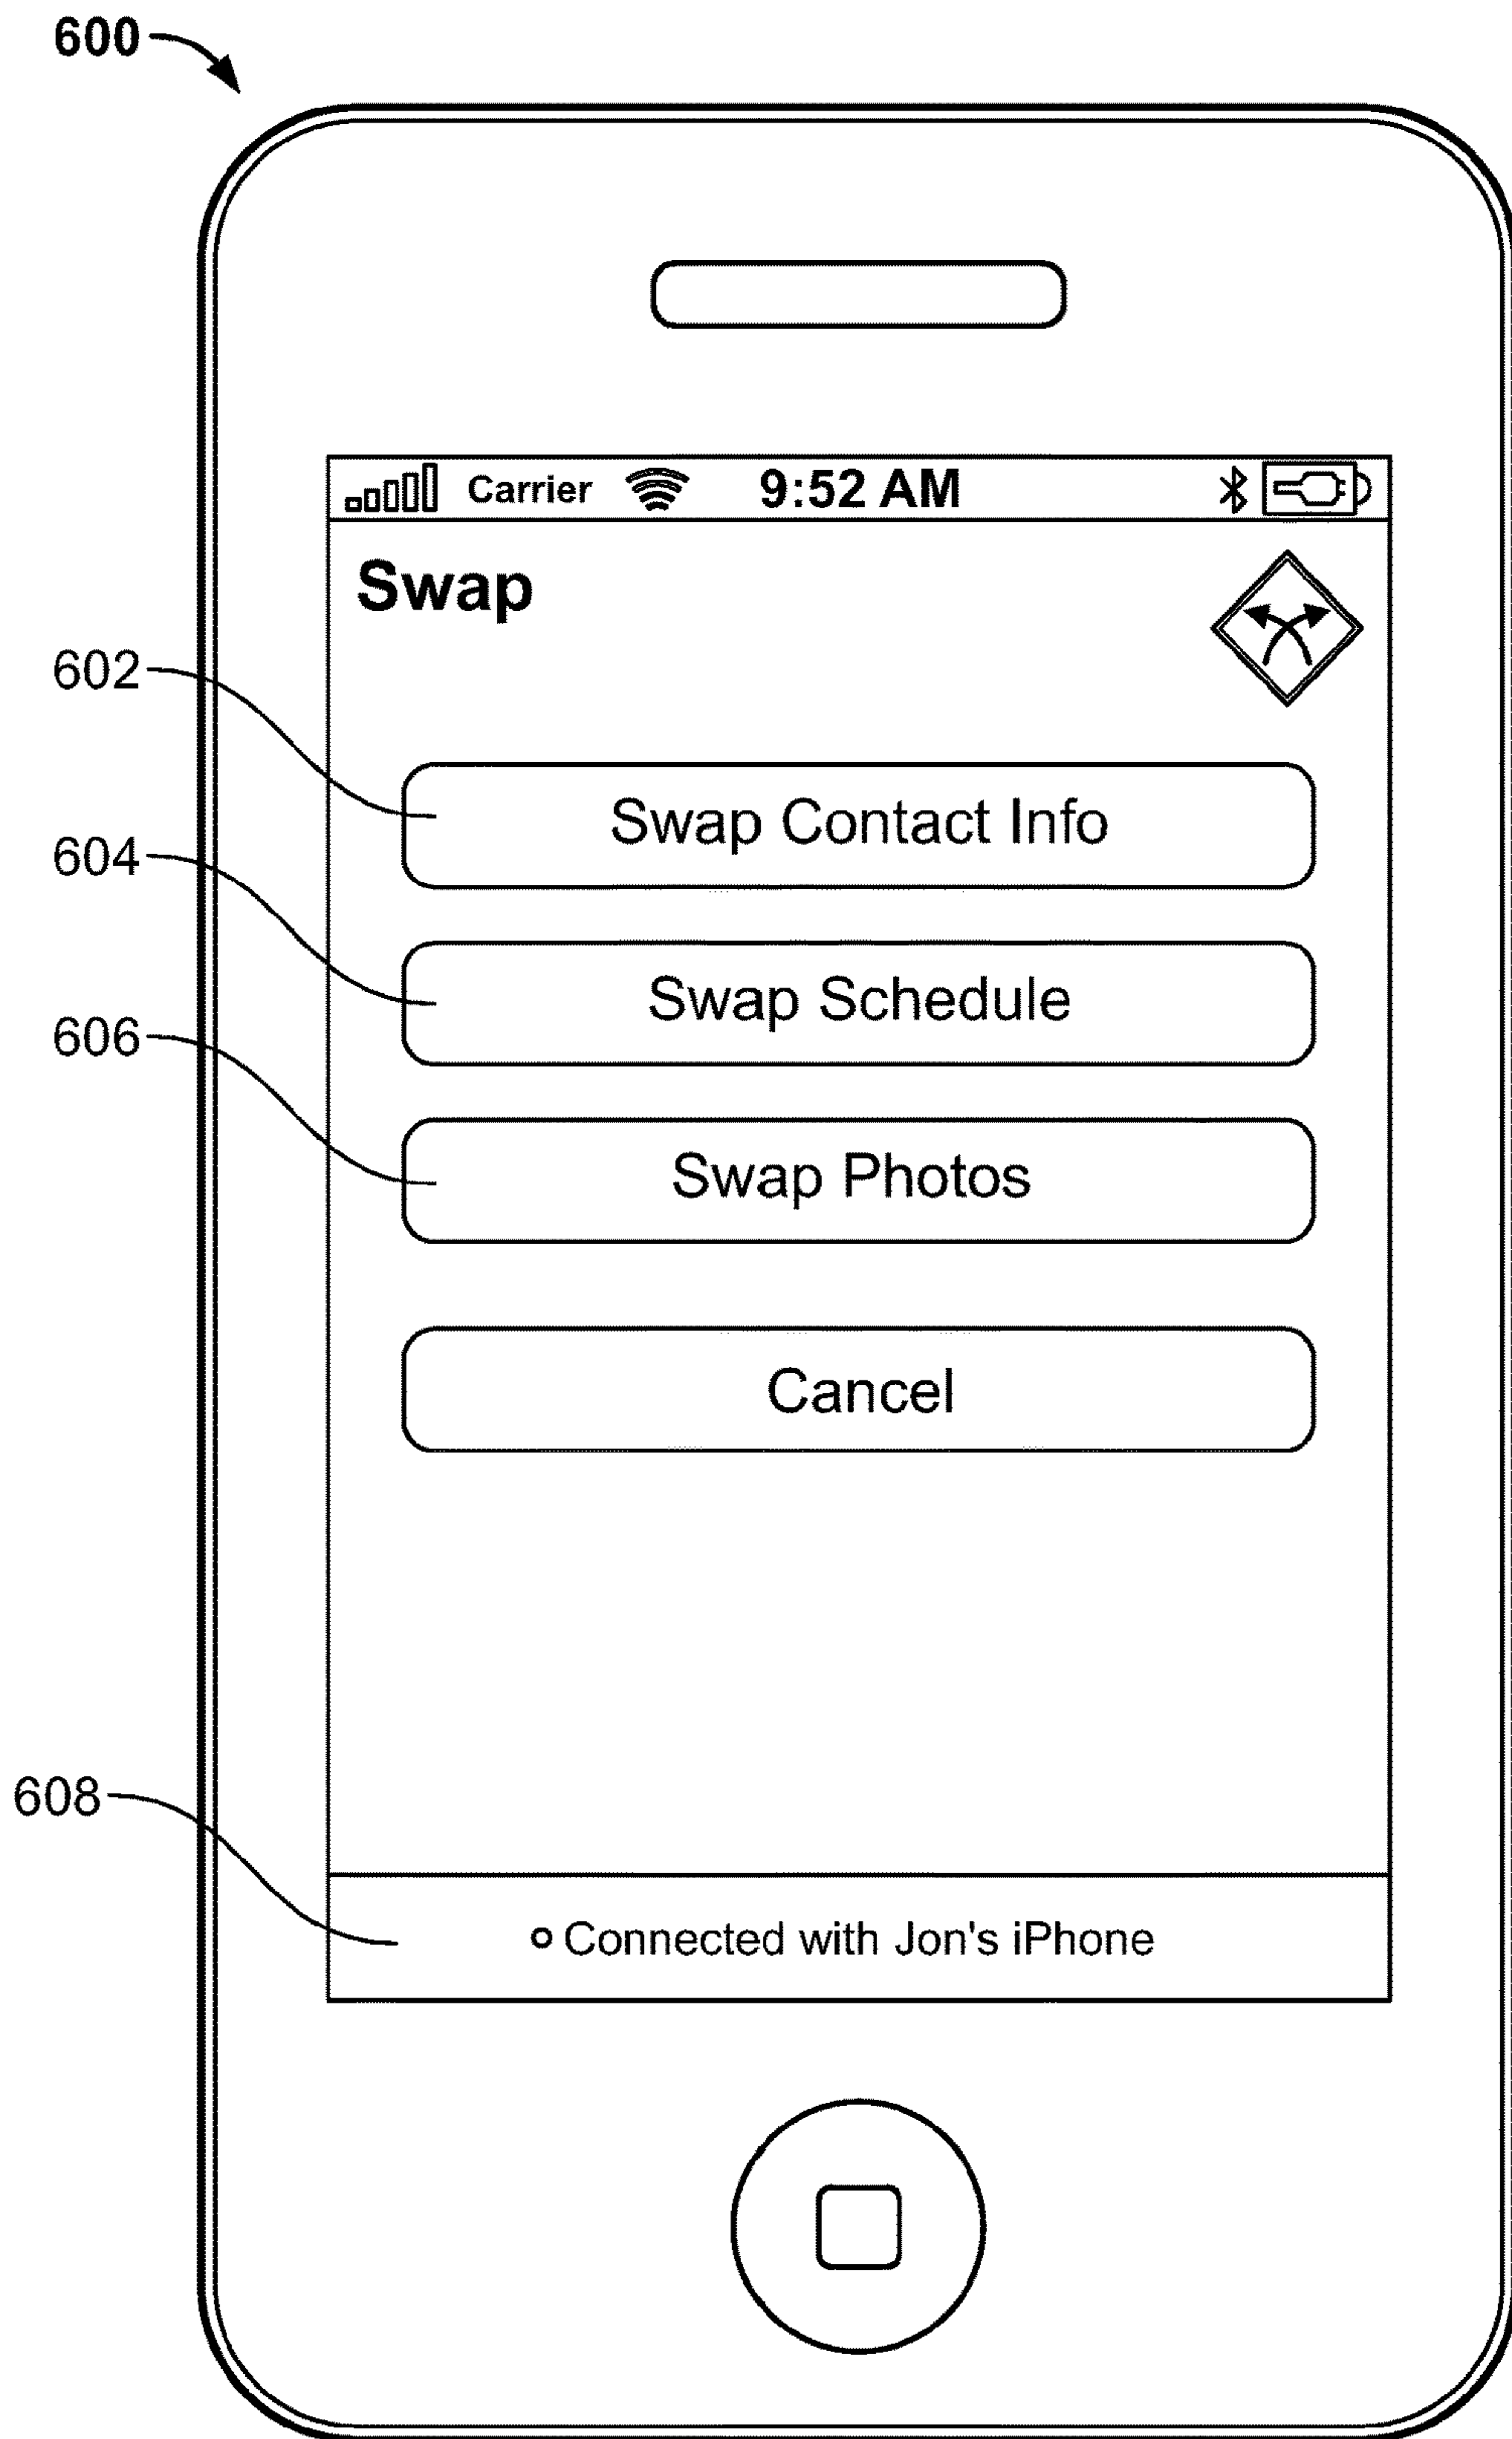 600
Carrier 9:52 AM
Swap
602
Swap Contact Info
604
Swap Schedule
606
Swap Photos
Cancel
608
Connected with Jon's iPhone